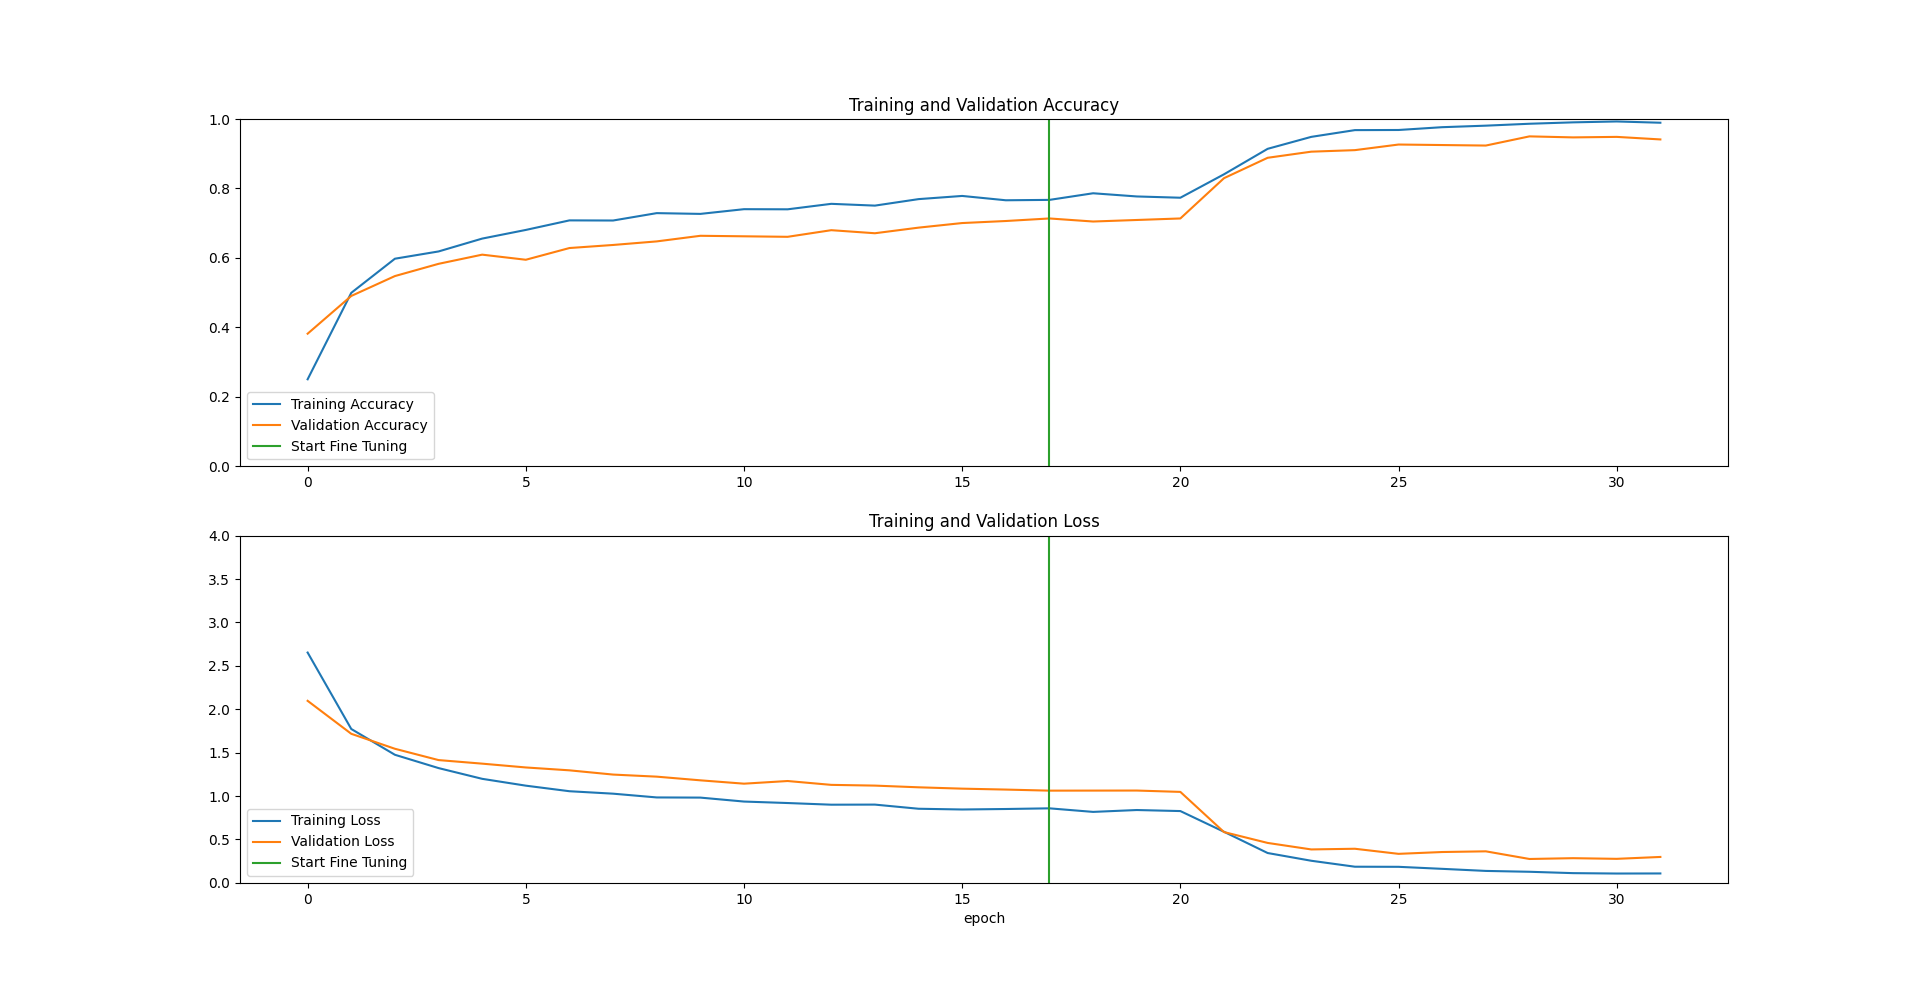 Training and Validation Accuracy
1.0
0.8
0.6
0.4
0.2
0.0
Training Accuracy
Validation Accuracy
Start Fine Tuning
0 5 10 15 20 25 30
Training and Validation Loss
4.0
3.5
3.0
2.5
2.0
1.5
1.0
0.5
0.0
Training Loss
Validation Loss
Start Fine Tuning
0 5 10 15 20 25 30
epoch